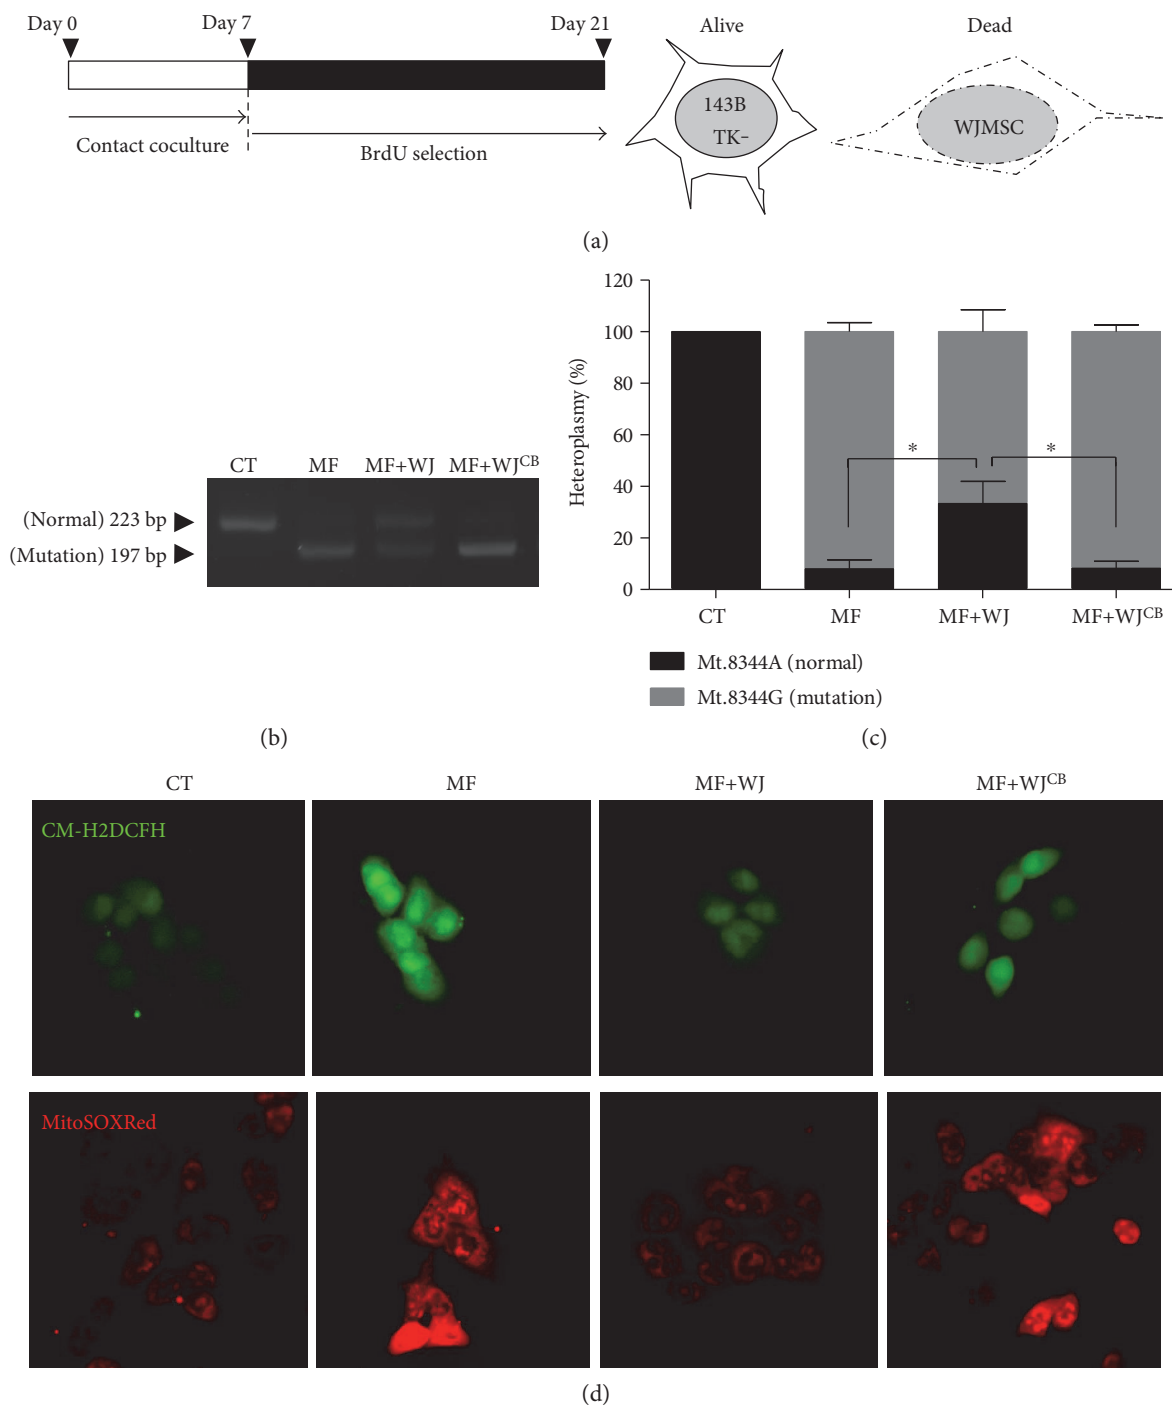 Day 0
Day 7
Day 21
Alive
Dead
143B
TK-
WJMSC
Contact coculture
BrdU selection
(a)
CT
MF
MF+WJ
MF+WJCB
(Normal) 223 bp
(Mutation) 197 bp
(b)
120
100
80
60
40
20
0
Heteroplasmy (%)
*
*
CT
MF
MF+WJ
MF+WJCB
Mt.8344A (normal)
Mt.8344G (mutation)
(c)
CT
MF
MF+WJ
MF+WJCB
CM-H2DCFH
MitoSOXRed
(d)